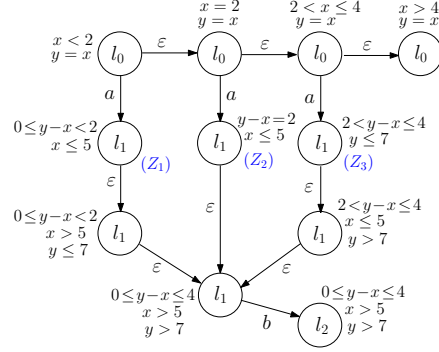 x < 2
y = x
l₀
ε
x = 2
y = x
l₀
ε
2 < x ≤ 4
y = x
l₀
ε
x > 4
y = x
l₀
a
a
a
0 ≤ y−x < 2
x ≤ 5
l₁
(Z₁)
y−x = 2
x ≤ 5
l₁
(Z₂)
2 < y−x ≤ 4
y ≤ 7
l₁
(Z₃)
ε
ε
ε
0 ≤ y−x < 2
x > 5
y ≤ 7
l₁
2 < y−x ≤ 4
x ≤ 5
y > 7
l₁
ε
ε
0 ≤ y−x ≤ 4
x > 5
y > 7
l₁
b
0 ≤ y−x ≤ 4
x > 5
y > 7
l₂